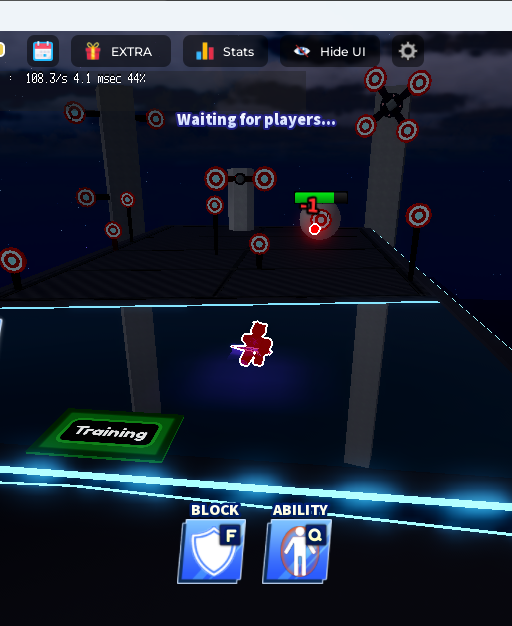 EXTRA
Stats
Hide UI
: 108.3/s 4.1 msec 44%
Waiting for players...
-1
Training
BLOCK
ABILITY
F
Q